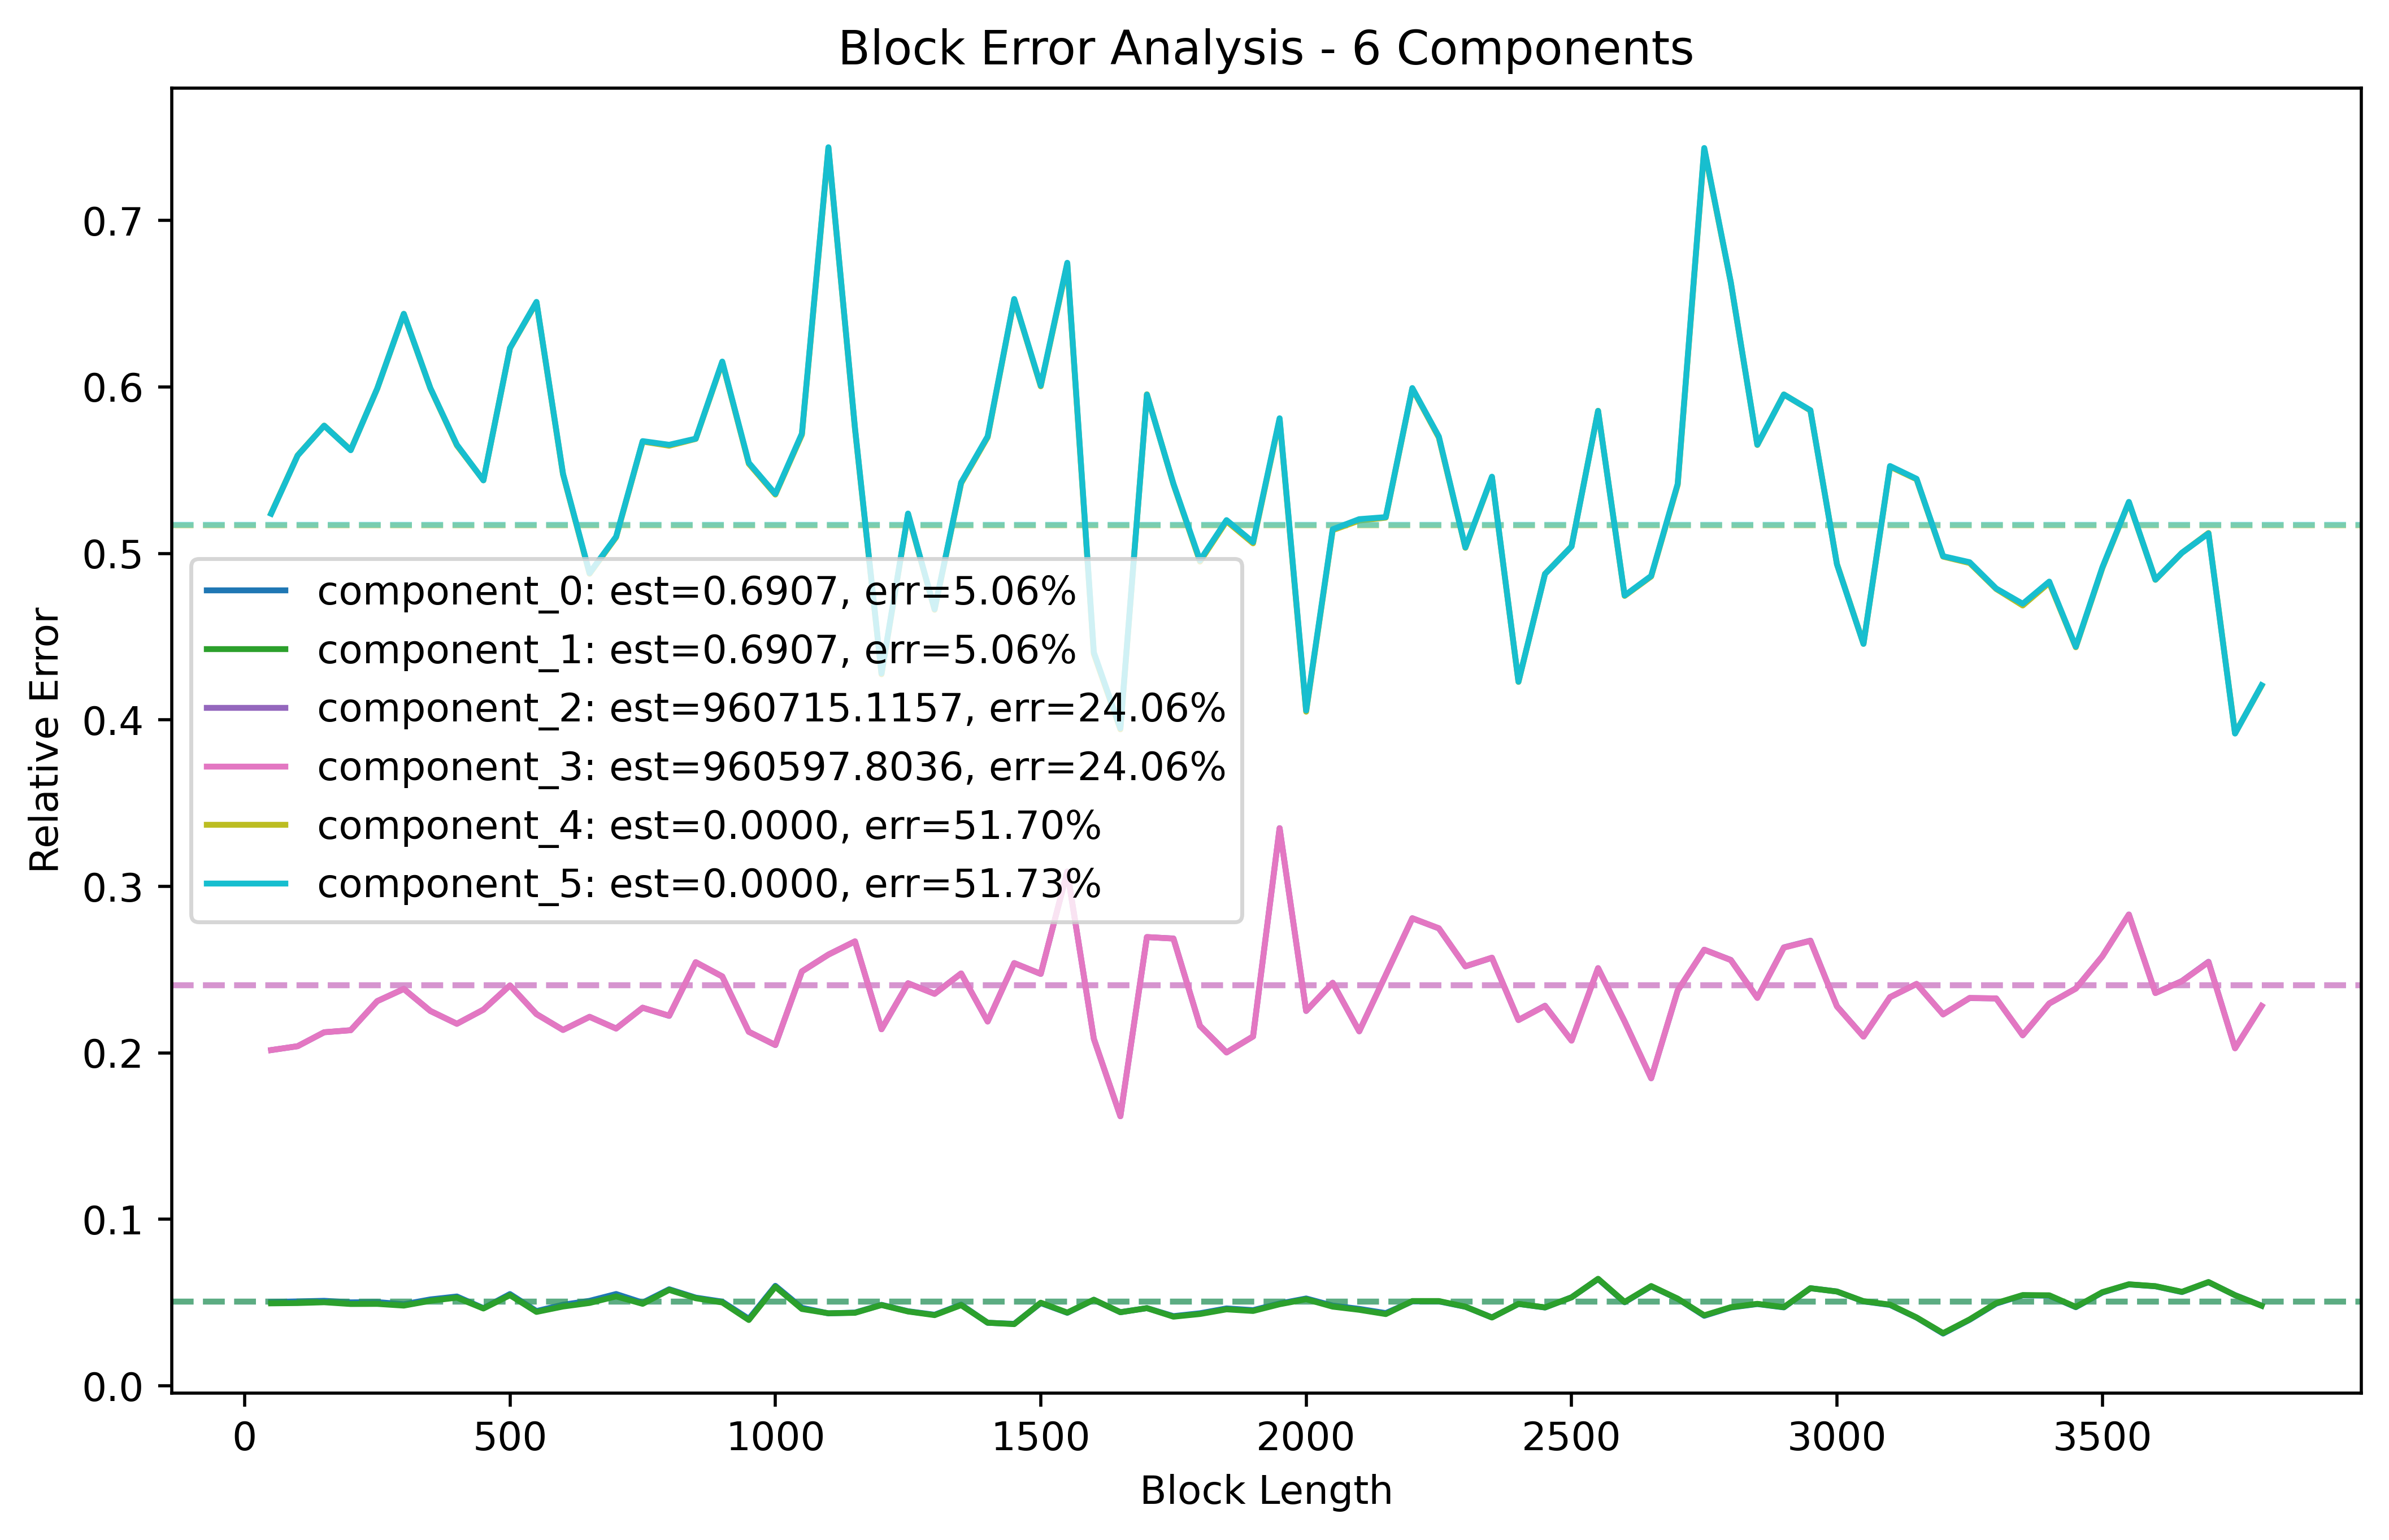 Block Error Analysis - 6 Components
Relative Error
0.7
0.6
0.5
0.4
0.3
0.2
0.1
0.0
component_0: est=0.6907, err=5.06%
component_1: est=0.6907, err=5.06%
component_2: est=960715.1157, err=24.06%
component_3: est=960597.8036, err=24.06%
component_4: est=0.0000, err=51.70%
component_5: est=0.0000, err=51.73%
0 500 1000 1500 2000 2500 3000 3500
Block Length